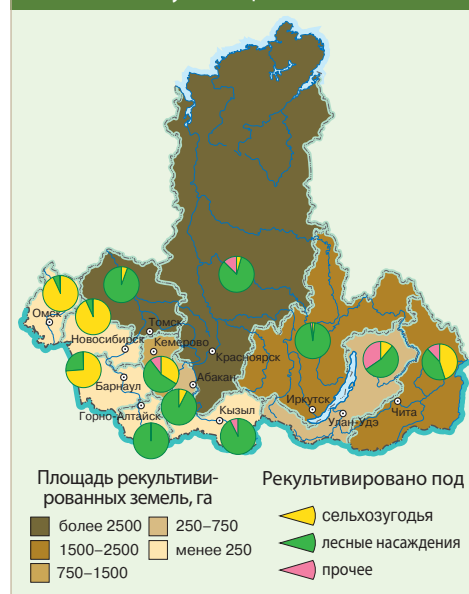 Омск
Томск
Новосибирск
Кемерово
Красноярск
Барнаул
Абакан
Горно-Алтайск
Кызыл
Иркутск
Улан-Удэ
Чита
Площадь рекультиви-
рованных земель, га
более 2500
1500–2500
750–1500
250–750
менее 250
Рекультивировано под
сельхозугодья
лесные насаждения
прочее